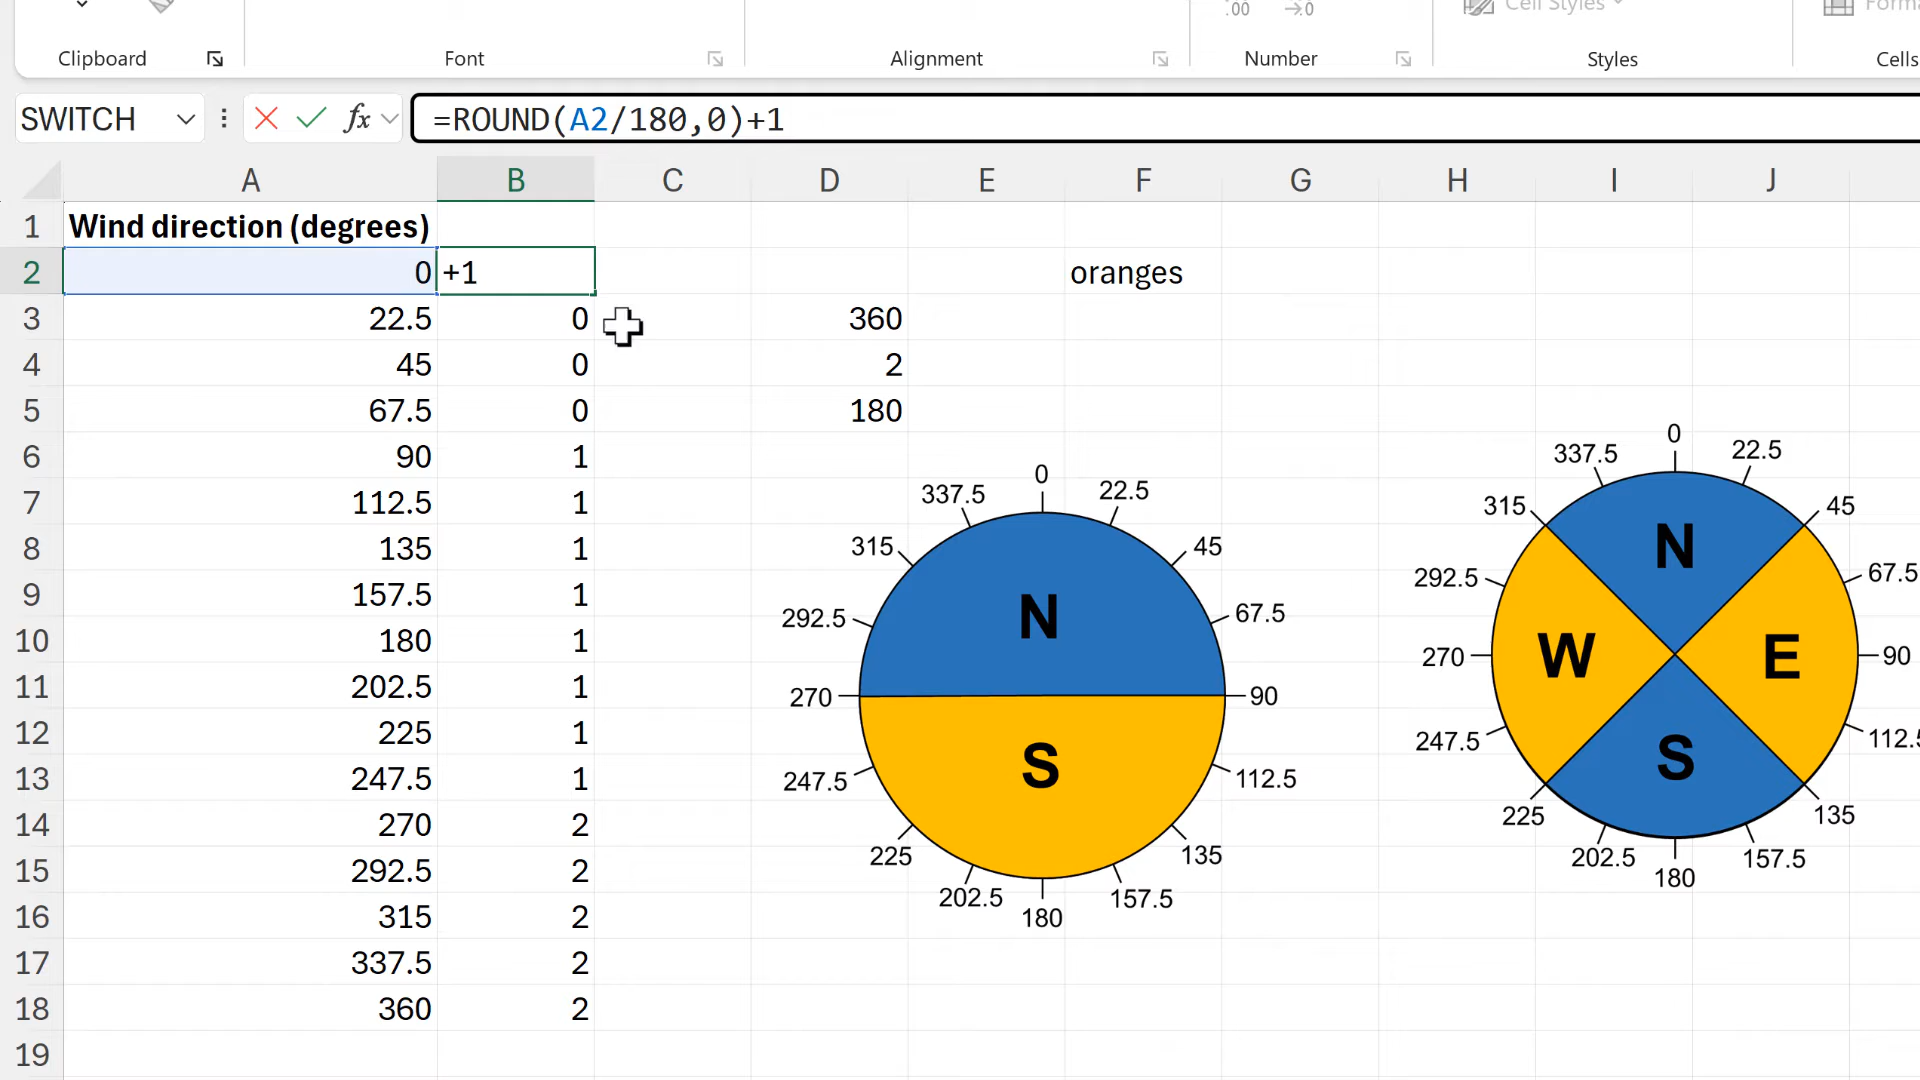 .00 →.0 Cell Styles Forma
Clipboard Font Alignment Number Styles Cells
SWITCH fx =ROUND(A2/180,0)+1
A B C D E F G H I J
1 Wind direction (degrees)
2 0 +1 oranges
3 22.5 0 360
4 45 0 2
5 67.5 0 180
6 90 1
7 112.5 1
8 135 1
9 157.5 1
10 180 1
11 202.5 1
12 225 1
13 247.5 1
14 270 2
15 292.5 2
16 315 2
17 337.5 2
18 360 2
19
0
337.5 22.5
315 45
292.5 N 67.5
270 90
247.5 S 112.5
225 135
202.5 157.5
180
0
337.5 22.5
315 45
N
292.5 67.5
270 W E 90
247.5 112.5
S
225 135
202.5 157.5
180